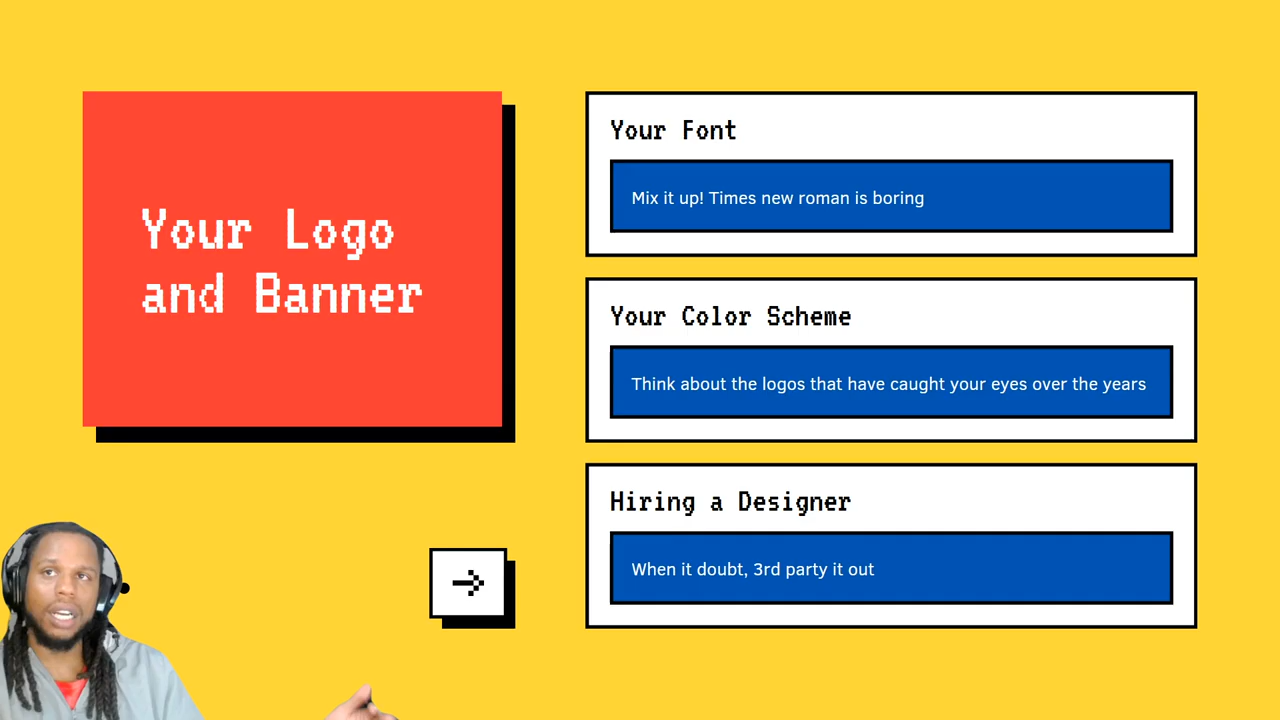 Your Logo
and Banner
Your Font
Mix it up! Times new roman is boring
Your Color Scheme
Think about the logos that have caught your eyes over the years
Hiring a Designer
When it doubt, 3rd party it out